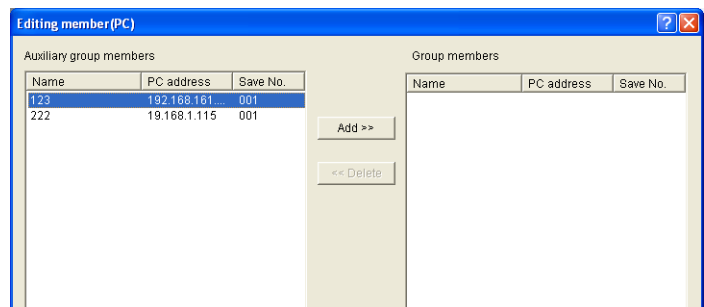 Editing member(PC)
Auxiliary group members Group members
Name PC address Save No. Name PC address Save No.
123 192.168.161.... 001
222 19.168.1.115 001
Add >>
<< Delete